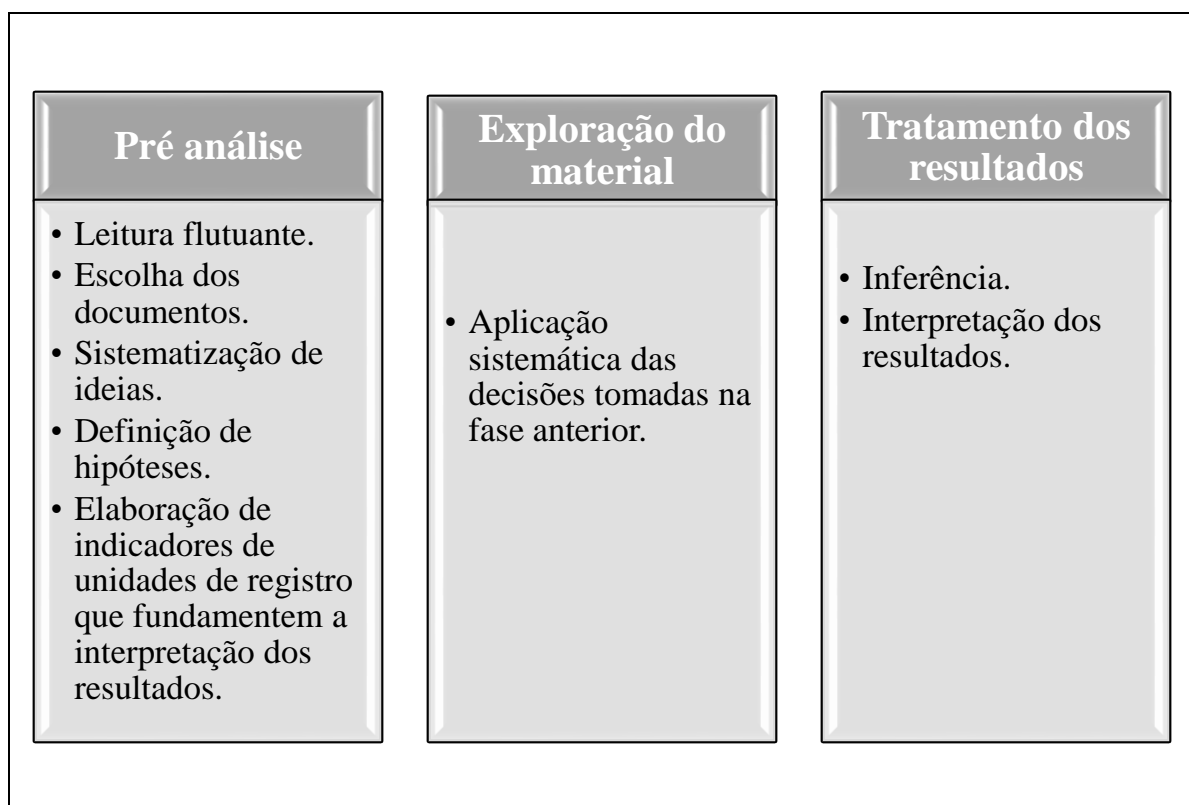 Pré análise
• Leitura flutuante.
• Escolha dos
documentos.
• Sistematização de
ideias.
• Definição de
hipóteses.
• Elaboração de
indicadores de
unidades de registro
que fundamentem a
interpretação dos
resultados.
Exploração do
material
• Aplicação
sistemática das
decisões tomadas na
fase anterior.
Tratamento dos
resultados
• Inferência.
• Interpretação dos
resultados.